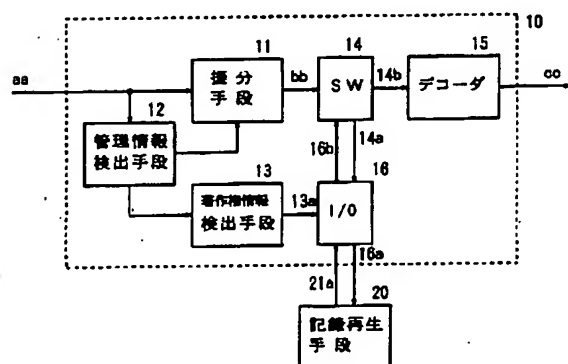 10
11
14
15
aa
振分
手段
bb
SW
14b
デコーダ
cc
12
管理情報
検出手段
16b
14a
13
16
著作権情報
検出手段
13a
I/O
21a
16a
20
記録再生
手段